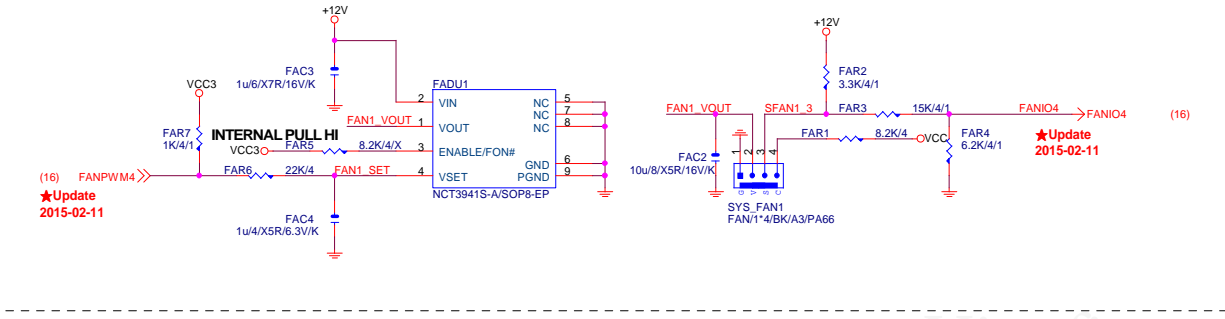 +12V
FAC3
1u/6/X7R/16V/K
VCC3
FAR7
1K/4/1
INTERNAL PULL HI
VCC3
FAR5
8.2K/4/X
FAN1_VOUT
(16)
FANPWM4
FAR6
22K/4
FAN1_SET
★Update
2015-02-11
FAC4
1u/4/X5R/6.3V/K
FADU1
2
VIN
1
VOUT
3
ENABLE/FON#
4
VSET
NC
5
NC
7
NC
8
GND
6
PGND
9
NCT3941S-A/SOP8-EP
+12V
FAR2
3.3K/4/1
FAN1_VOUT
SFAN1_3
FAR3
15K/4/1
FANIO4
FANIO4
(16)
FAR1
8.2K/4
VCC
FAR4
6.2K/4/1
★Update
2015-02-11
FAC2
10u/8/X5R/16V/K
1
2
3
4
G
V
S
C
SYS_FAN1
FAN/1*4/BK/A3/PA66